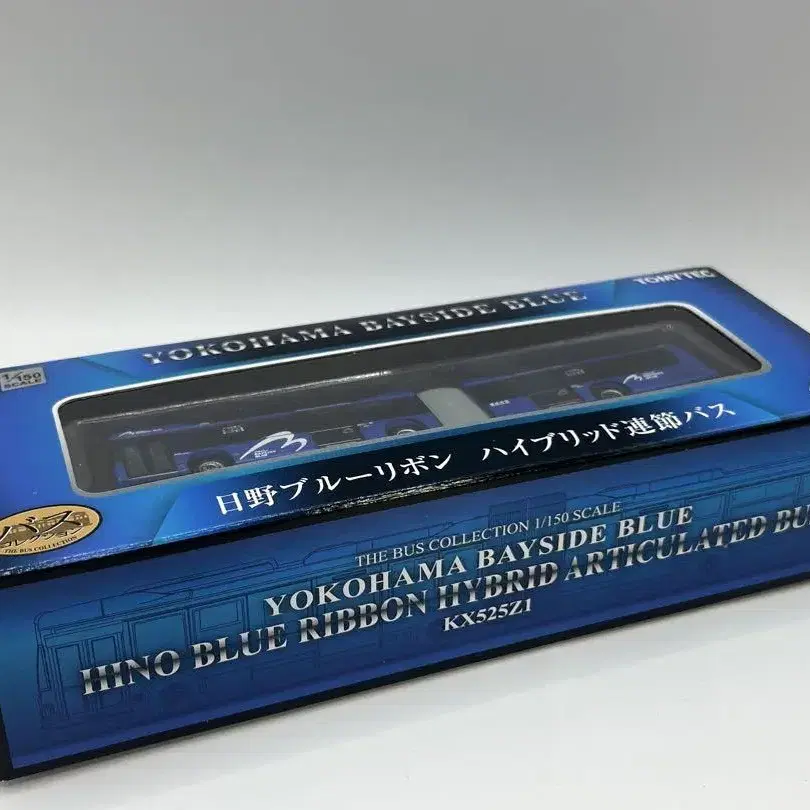 TOMYTEC
YOKOHAMA BAYSIDE BLUE
1/150
SCALE
日野ブルーリボン ハイブリッド連節バス
THE BUS COLLECTION
THE BUS COLLECTION 1/150 SCALE
YOKOHAMA BAYSIDE BLUE
HINO BLUE RIBBON HYBRID ARTICULATED BU
KX525Z1